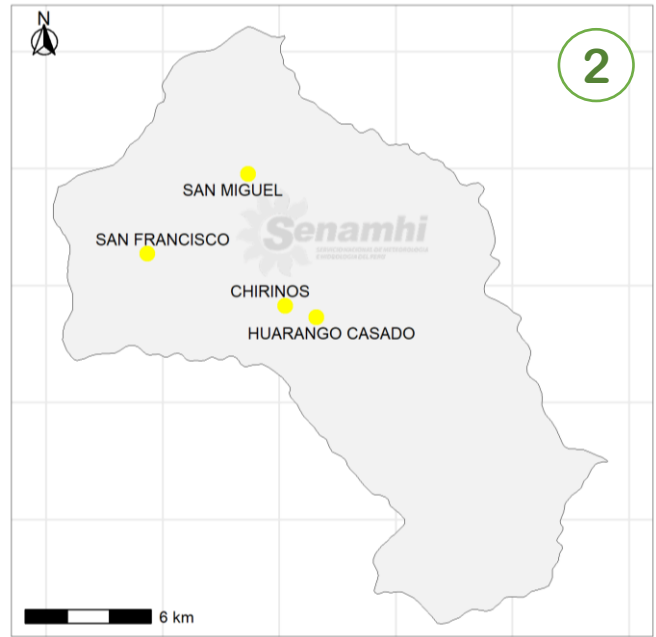 N
2
SAN MIGUEL
Senamhi
SAN FRANCISCO
CHIRINOS
HUARANGO CASADO
6 km